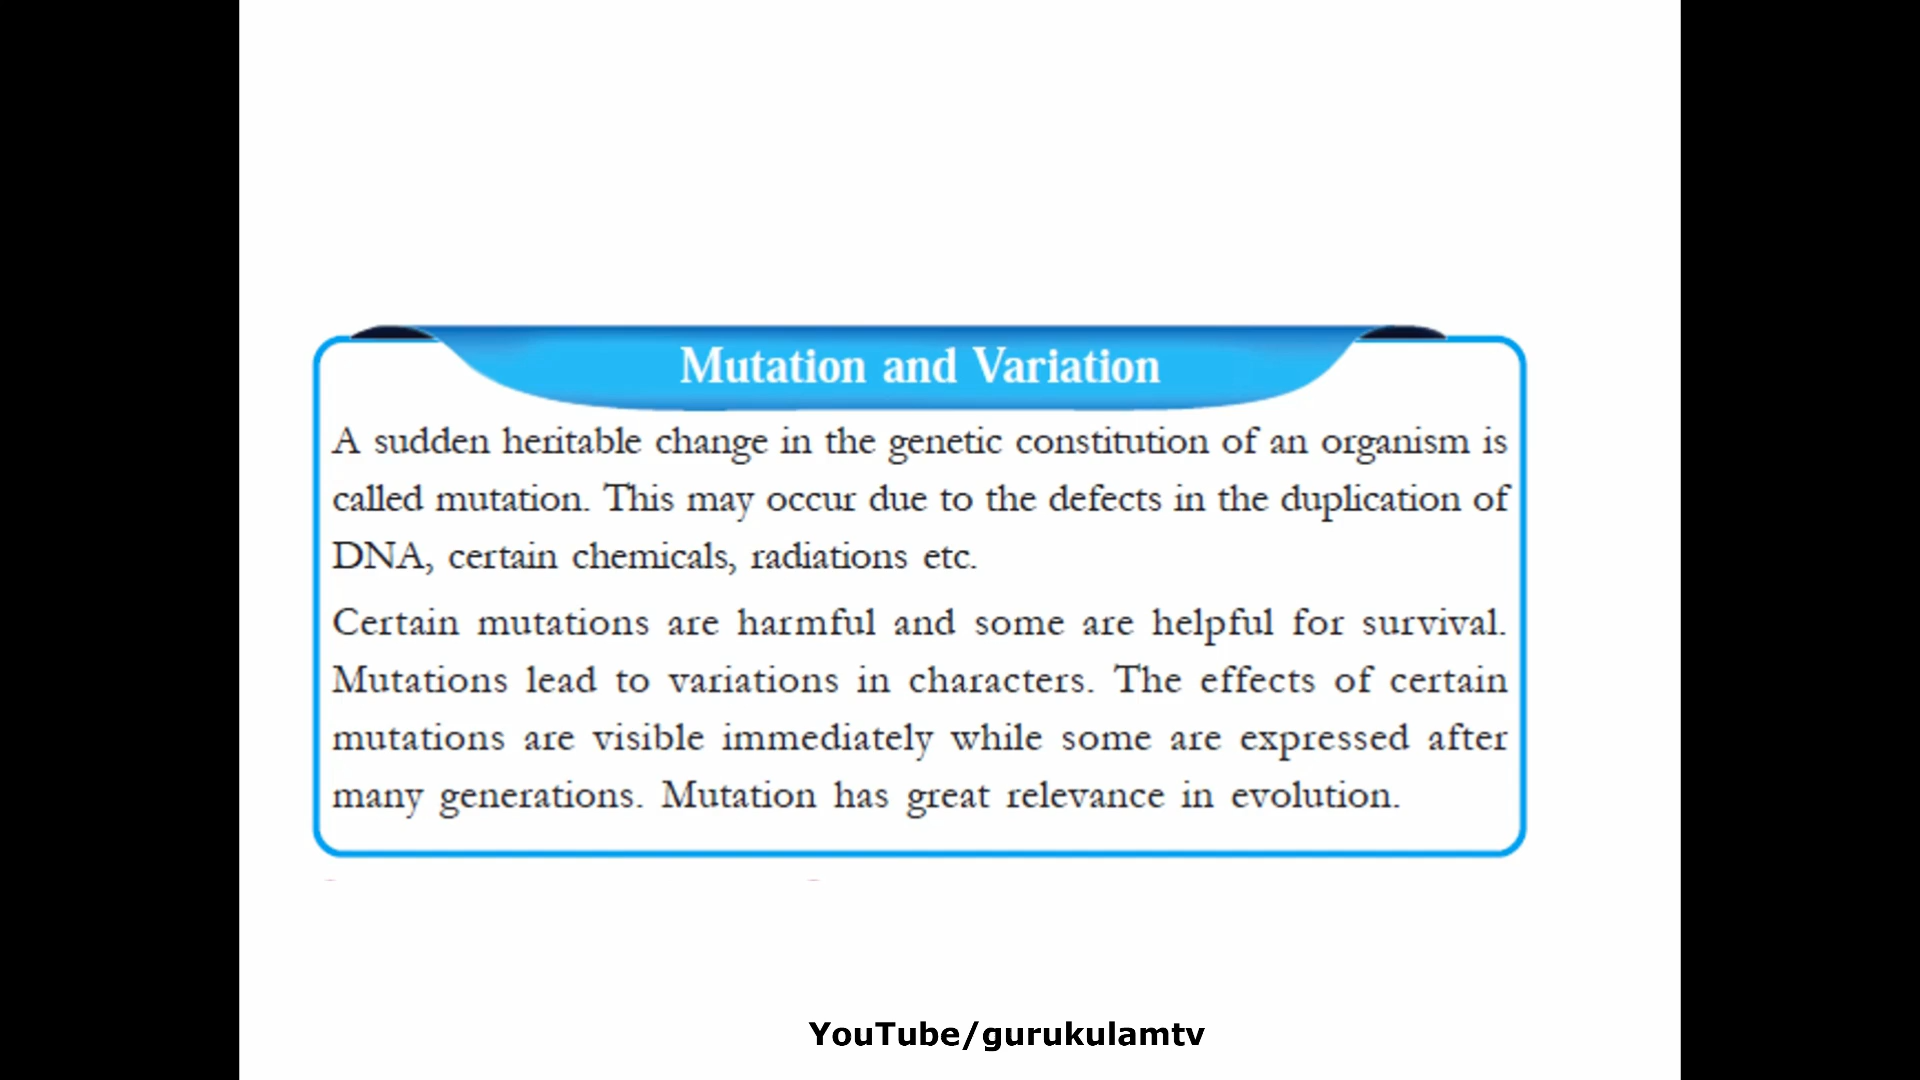 Mutation and Variation
A sudden heritable change in the genetic constitution of an organism is
called mutation. This may occur due to the defects in the duplication of
DNA, certain chemicals, radiations etc.
Certain mutations are harmful and some are helpful for survival.
Mutations lead to variations in characters. The effects of certain
mutations are visible immediately while some are expressed after
many generations. Mutation has great relevance in evolution.
YouTube/gurukulamtv